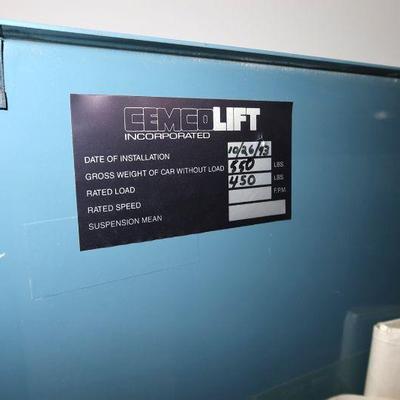 CEMCOLIFT
INCORPORATED
DATE OF INSTALLATION 10/26/93
GROSS WEIGHT OF CAR WITHOUT LOAD 550 LBS.
RATED LOAD 450 LBS.
RATED SPEED F.P.M.
SUSPENSION MEAN